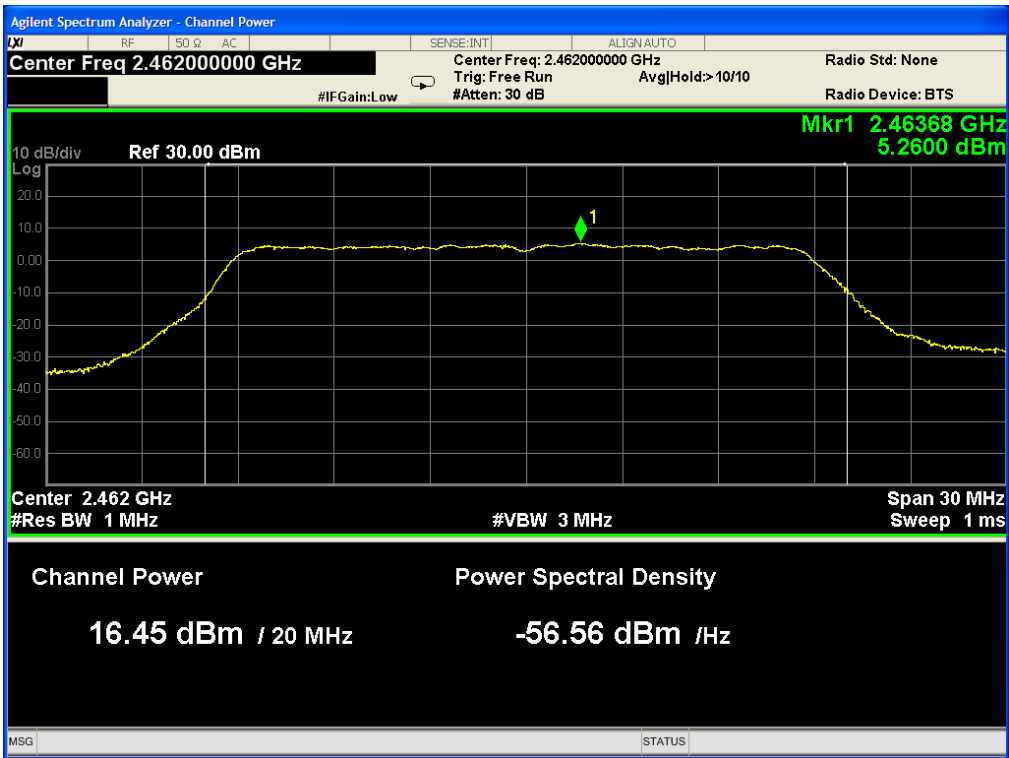 Agilent Spectrum Analyzer - Channel Power
LXI RF 50 Ω AC SENSE:INT ALIGN AUTO
Center Freq 2.462000000 GHz
Center Freq: 2.462000000 GHz Radio Std: None
Trig: Free Run Avg|Hold:>10/10
#IFGain:Low #Atten: 30 dB Radio Device: BTS
Mkr1 2.46368 GHz
5.2600 dBm
10 dB/div Ref 30.00 dBm
Log
20.0
10.0
0.00
-10.0
-20.0
-30.0
-40.0
-50.0
-60.0
1
Center 2.462 GHz Span 30 MHz
#Res BW 1 MHz #VBW 3 MHz Sweep 1 ms
Channel Power Power Spectral Density
16.45 dBm / 20 MHz -56.56 dBm /Hz
MSG STATUS